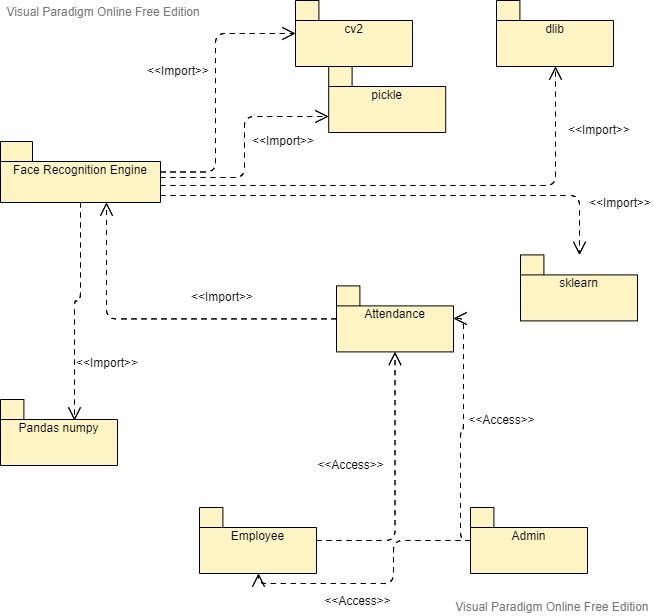 Visual Paradigm Online Free Edition
cv2
dlib
<<Import>>
pickle
<<Import>>
<<Import>>
Face Recognition Engine
<<Import>>
sklearn
<<Import>>
Attendance
<<Import>>
<<Access>>
Pandas numpy
<<Access>>
Employee
Admin
<<Access>>
Visual Paradigm Online Free Edition